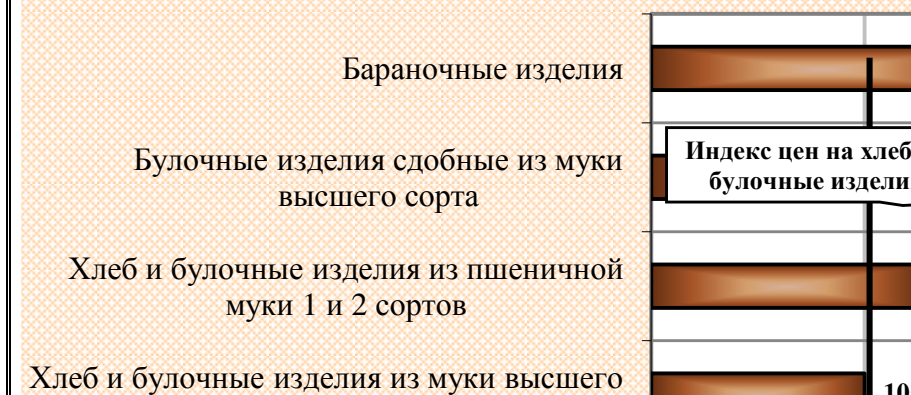 Бараночные изделия
Булочные изделия сдобные из муки
высшего сорта
Индекс цен на хлеб
булочные издели
Хлеб и булочные изделия из пшеничной
муки 1 и 2 сортов
Хлеб и булочные изделия из муки высшего
10